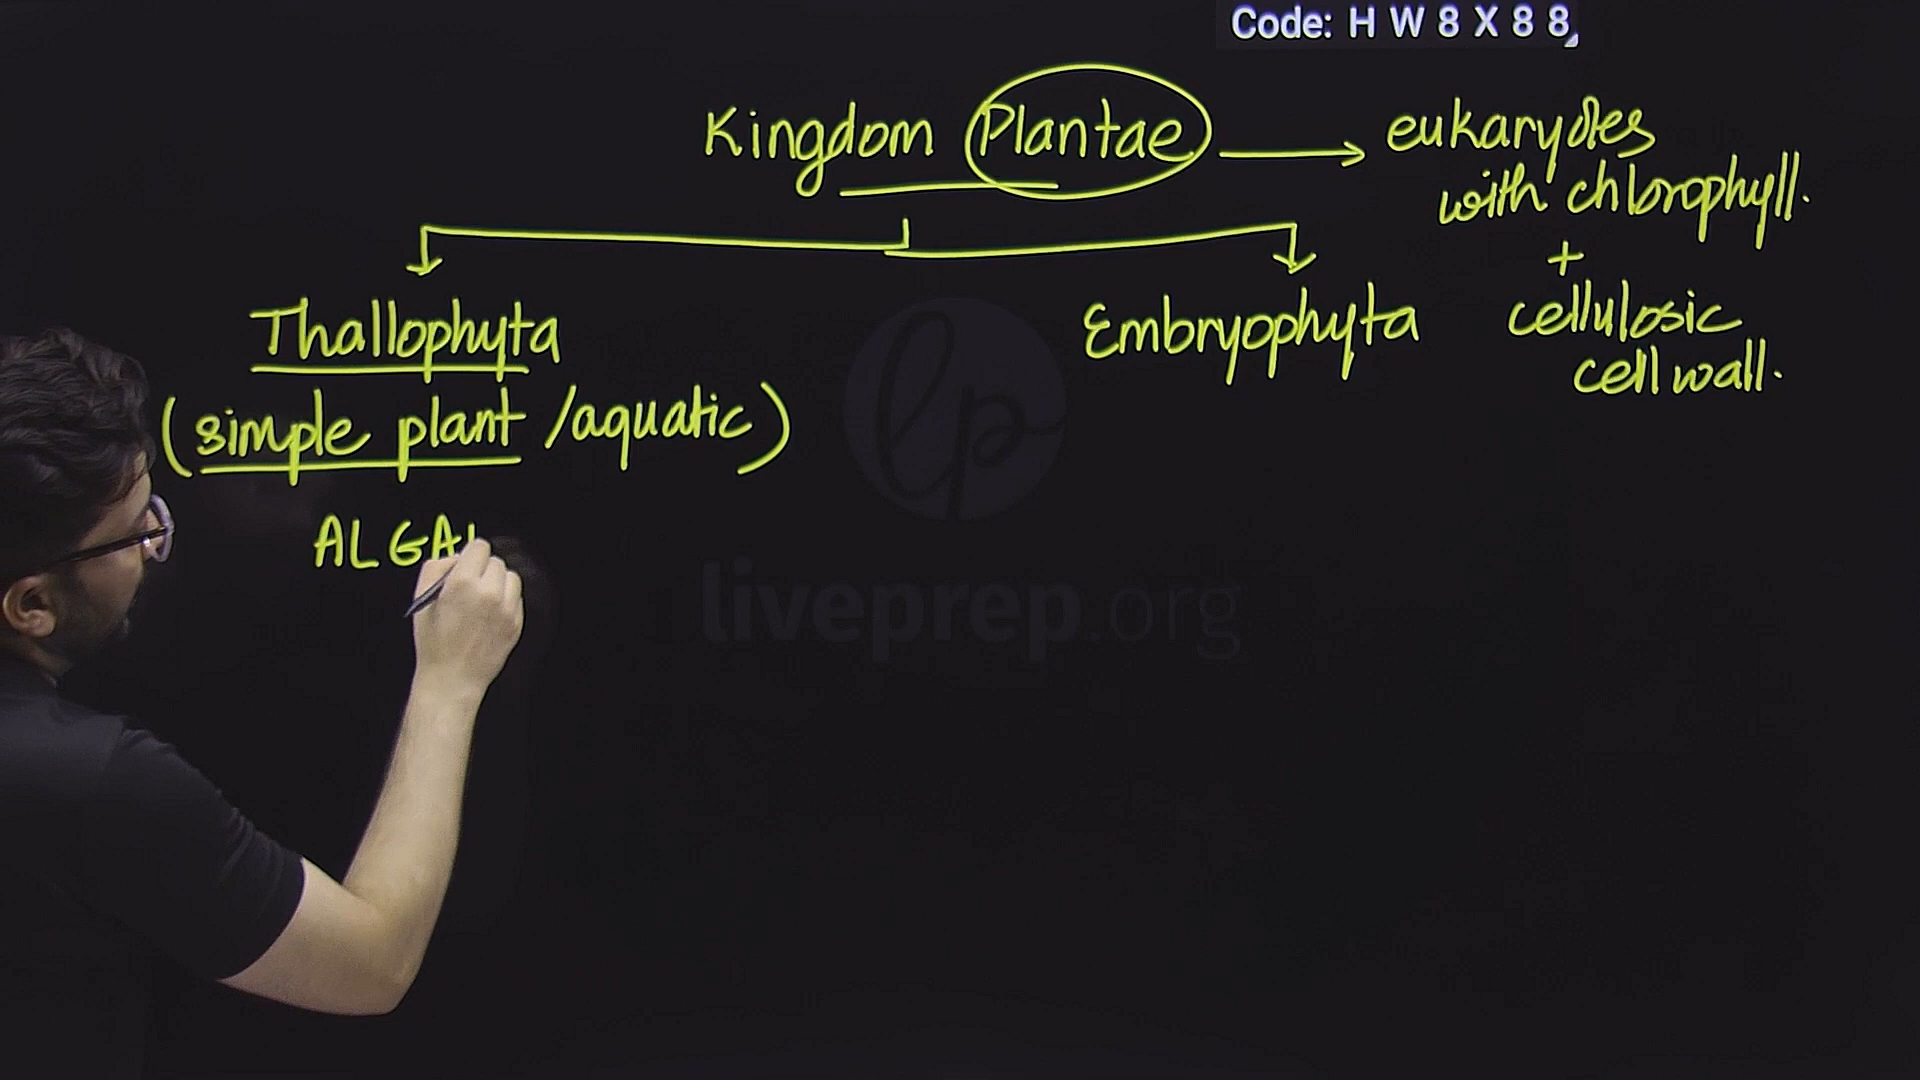 Code: H W 8 X 8 8
Kingdom Plantae
eukaryotes
with chlorophyll.
+
cellulosic
cell wall.
Thallophyta
Embryophyta
(simple plant /aquatic)
ALGA
lp
liveprep.org